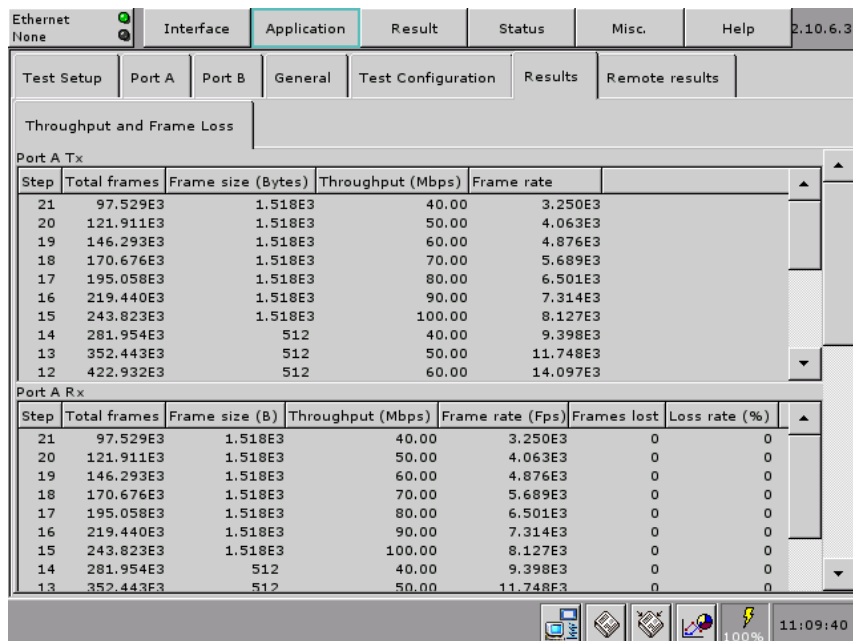 Ethernet
None
Interface Application Result Status Misc. Help 2.10.6.3
Test Setup Port A Port B General Test Configuration Results Remote results
Throughput and Frame Loss
Port A Tx
Step Total frames Frame size (Bytes) Throughput (Mbps) Frame rate
21 97.529E3 1.518E3 40.00 3.250E3
20 121.911E3 1.518E3 50.00 4.063E3
19 146.293E3 1.518E3 60.00 4.876E3
18 170.676E3 1.518E3 70.00 5.689E3
17 195.058E3 1.518E3 80.00 6.501E3
16 219.440E3 1.518E3 90.00 7.314E3
15 243.823E3 1.518E3 100.00 8.127E3
14 281.954E3 512 40.00 9.398E3
13 352.443E3 512 50.00 11.748E3
12 422.932E3 512 60.00 14.097E3
Port A Rx
Step Total frames Frame size (B) Throughput (Mbps) Frame rate (Fps) Frames lost Loss rate (%)
21 97.529E3 1.518E3 40.00 3.250E3 0 0
20 121.911E3 1.518E3 50.00 4.063E3 0 0
19 146.293E3 1.518E3 60.00 4.876E3 0 0
18 170.676E3 1.518E3 70.00 5.689E3 0 0
17 195.058E3 1.518E3 80.00 6.501E3 0 0
16 219.440E3 1.518E3 90.00 7.314E3 0 0
15 243.823E3 1.518E3 100.00 8.127E3 0 0
14 281.954E3 512 40.00 9.398E3 0 0
13 352.443E3 512 50.00 11.748E3 0 0
100% 11:09:40